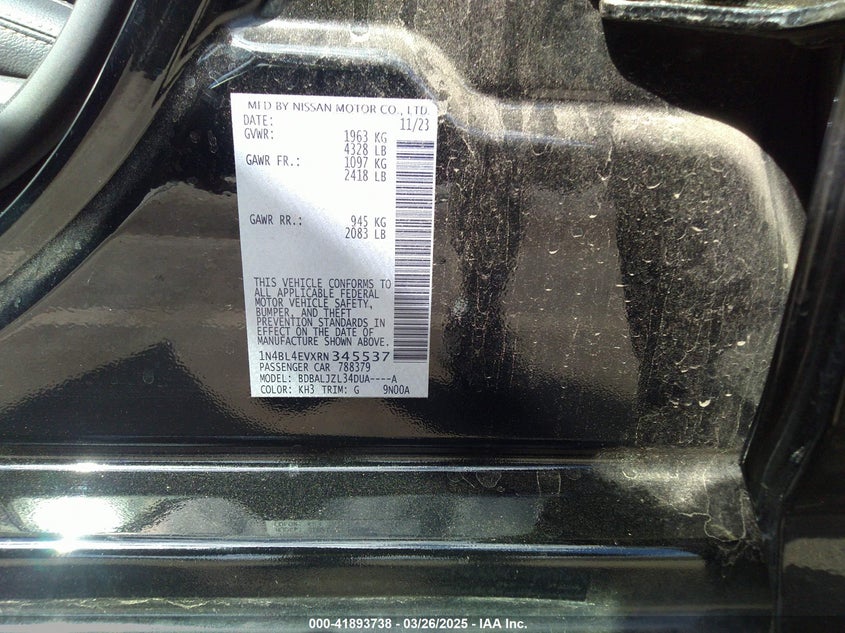 MFD BY NISSAN MOTOR CO., LTD.
DATE: 11/23
GVWR: 1963 KG
4328 LB
GAWR FR.: 1097 KG
2418 LB
GAWR RR.: 945 KG
2083 LB
THIS VEHICLE CONFORMS TO
ALL APPLICABLE FEDERAL
MOTOR VEHICLE SAFETY,
BUMPER, AND THEFT
PREVENTION STANDARDS IN
EFFECT ON THE DATE OF
MANUFACTURE SHOWN ABOVE.
1N4BL4EVXRN345537
PASSENGER CAR 788379
MODEL: BDBALJZL34DUA----A
COLOR: KH3 TRIM: G 9N00A
000-41893738 - 03/26/2025 - IAA Inc.